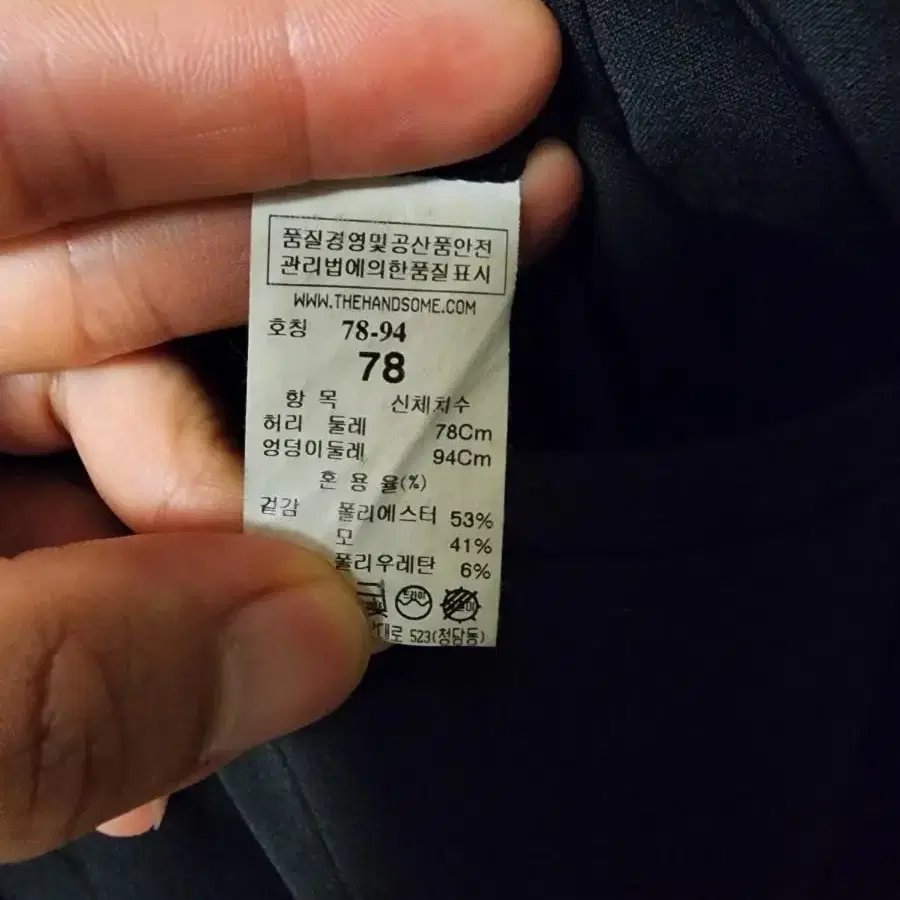 품질경영및공산품안전
관리법에의한품질표시
WWW.THEHANDSOME.COM
호칭 78-94
78
항 목 신체치수
허리 둘레 78Cm
엉덩이둘레 94Cm
혼 용 율(%)
겉감 폴리에스터 53%
모 41%
폴리우레탄 6%
드라이
523(청담동)